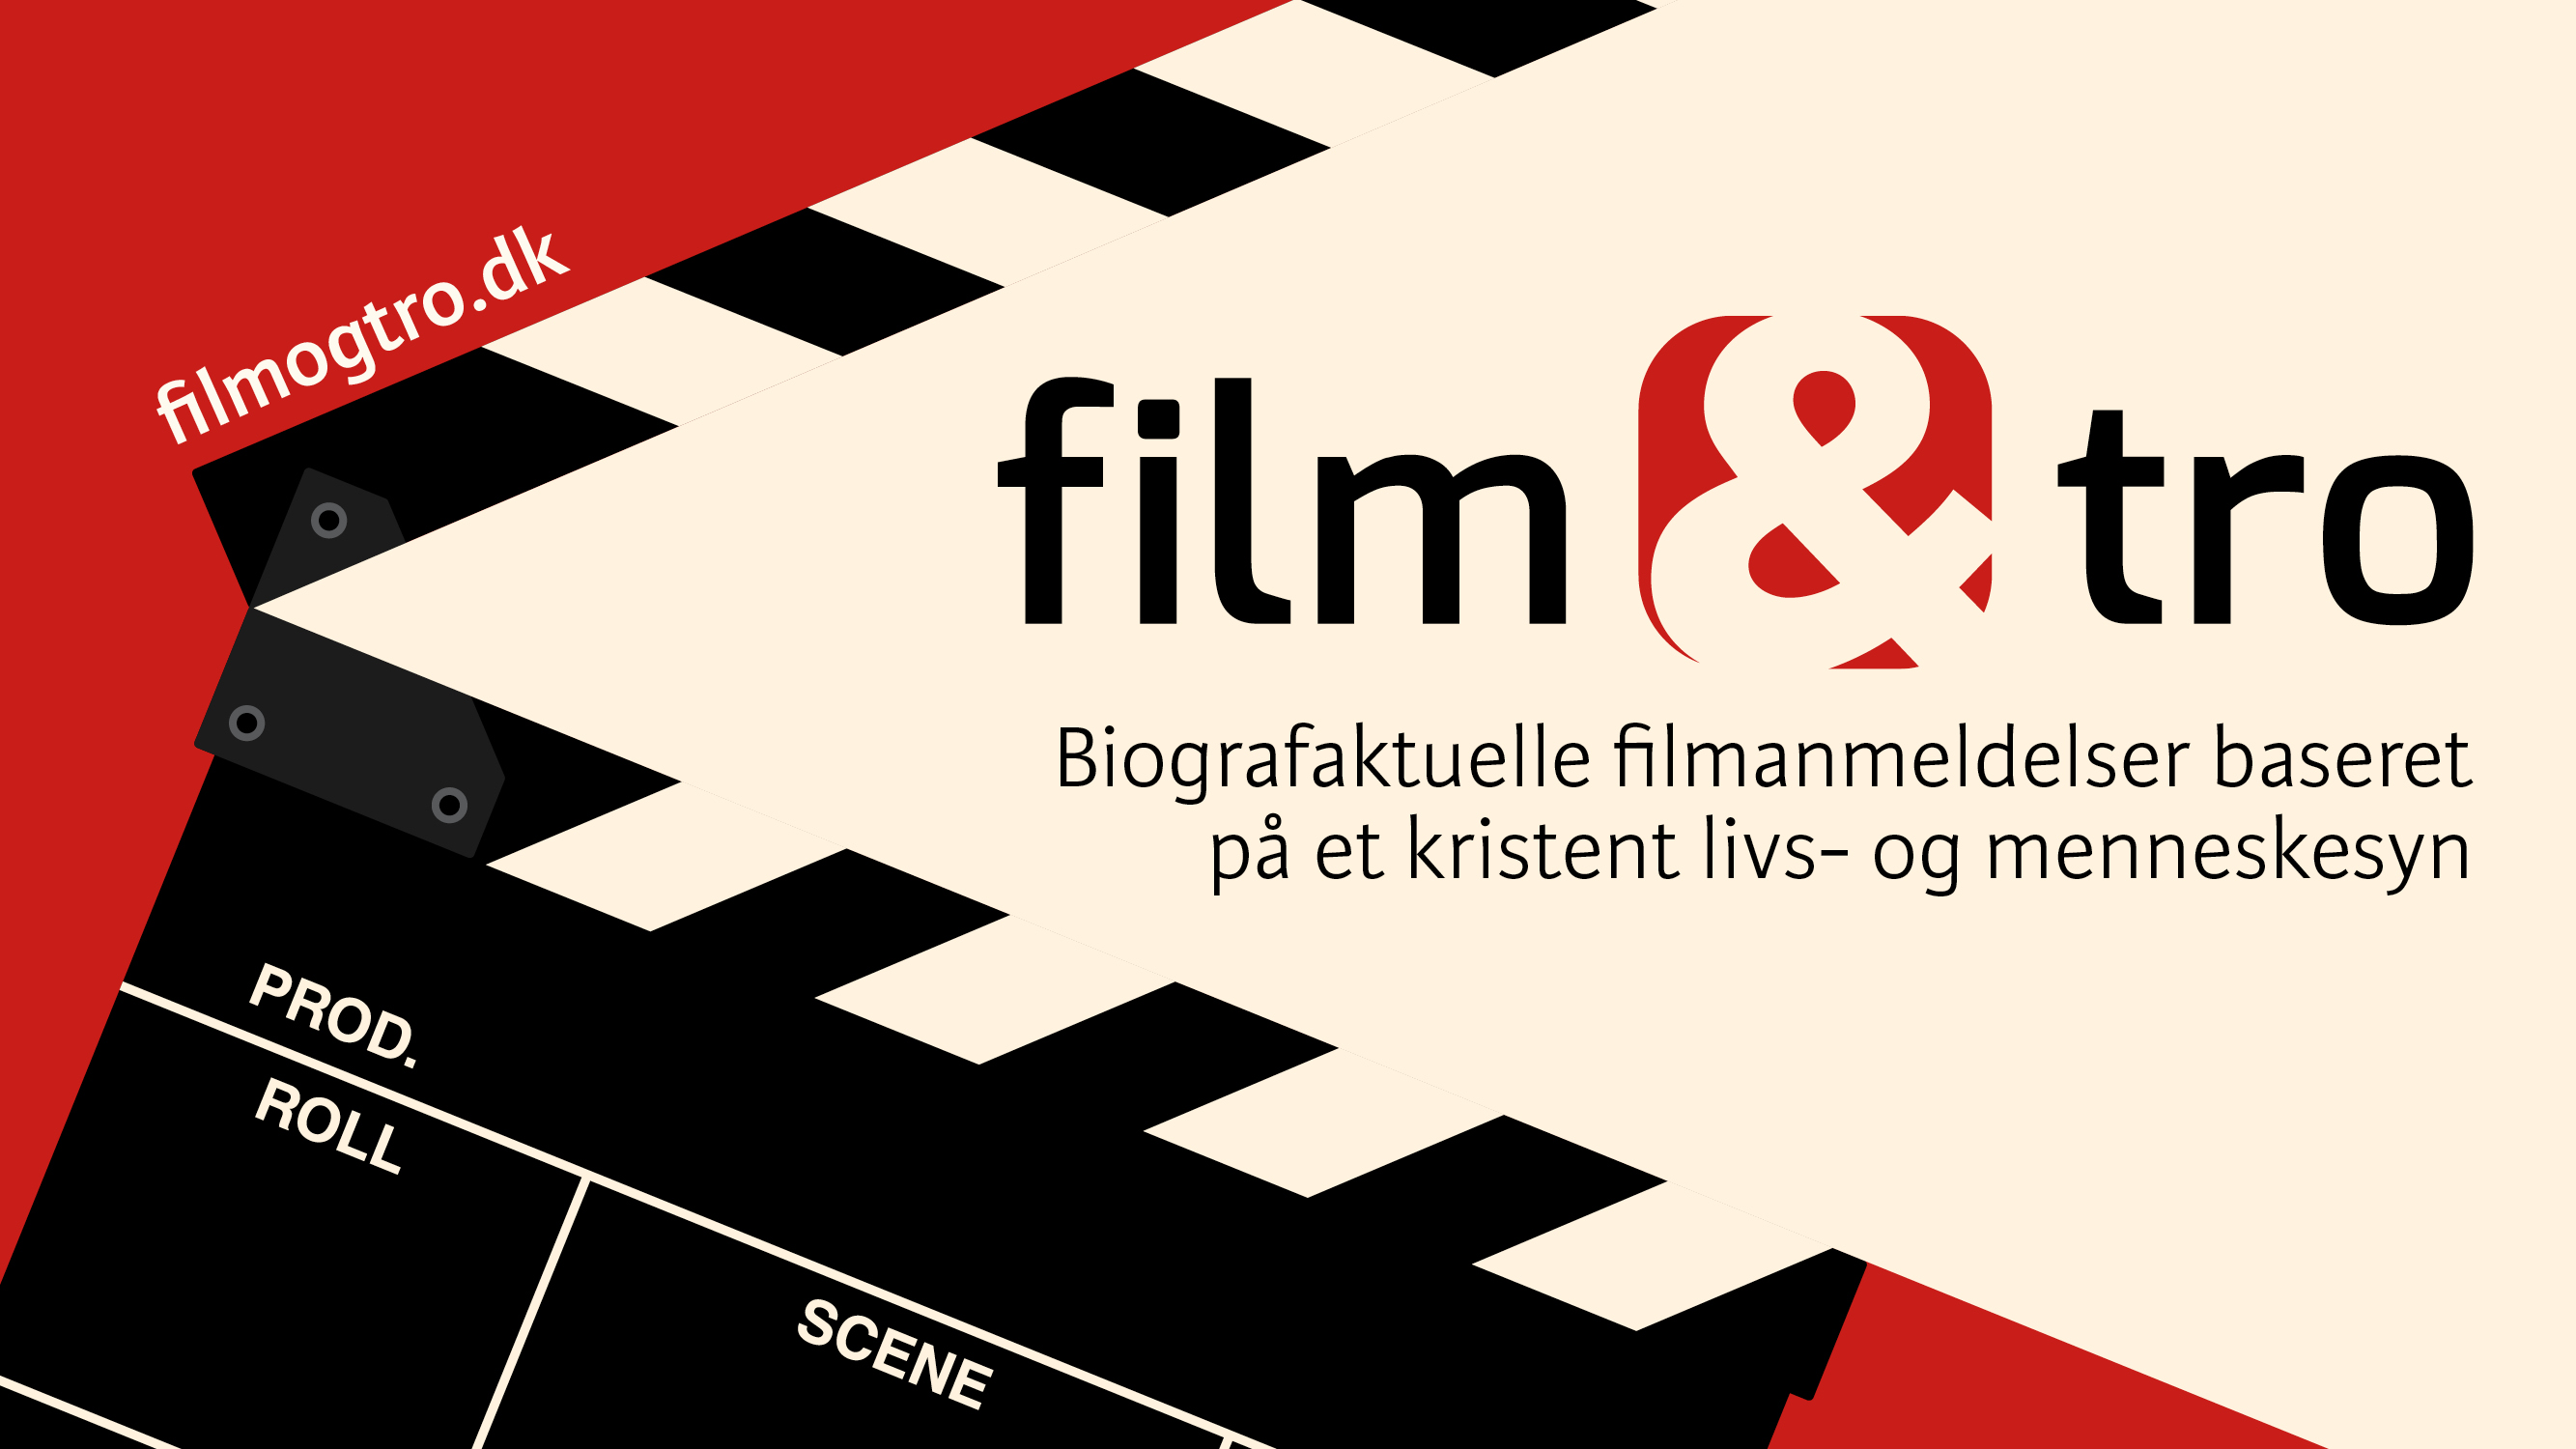 filmogtro.dk
film & tro
Biografaktuelle filmanmeldelser baseret
på et kristent livs- og menneskesyn
PROD.
ROLL
SCENE